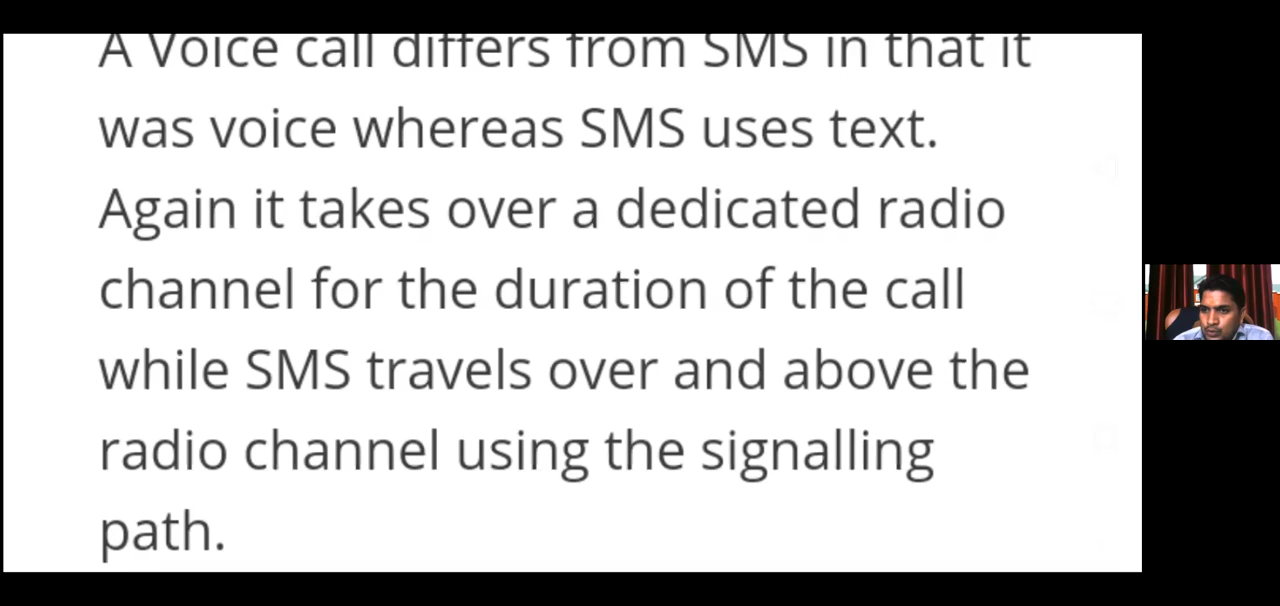 A Voice call differs from SMS in that it
was voice whereas SMS uses text.
Again it takes over a dedicated radio
channel for the duration of the call
while SMS travels over and above the
radio channel using the signalling
path.